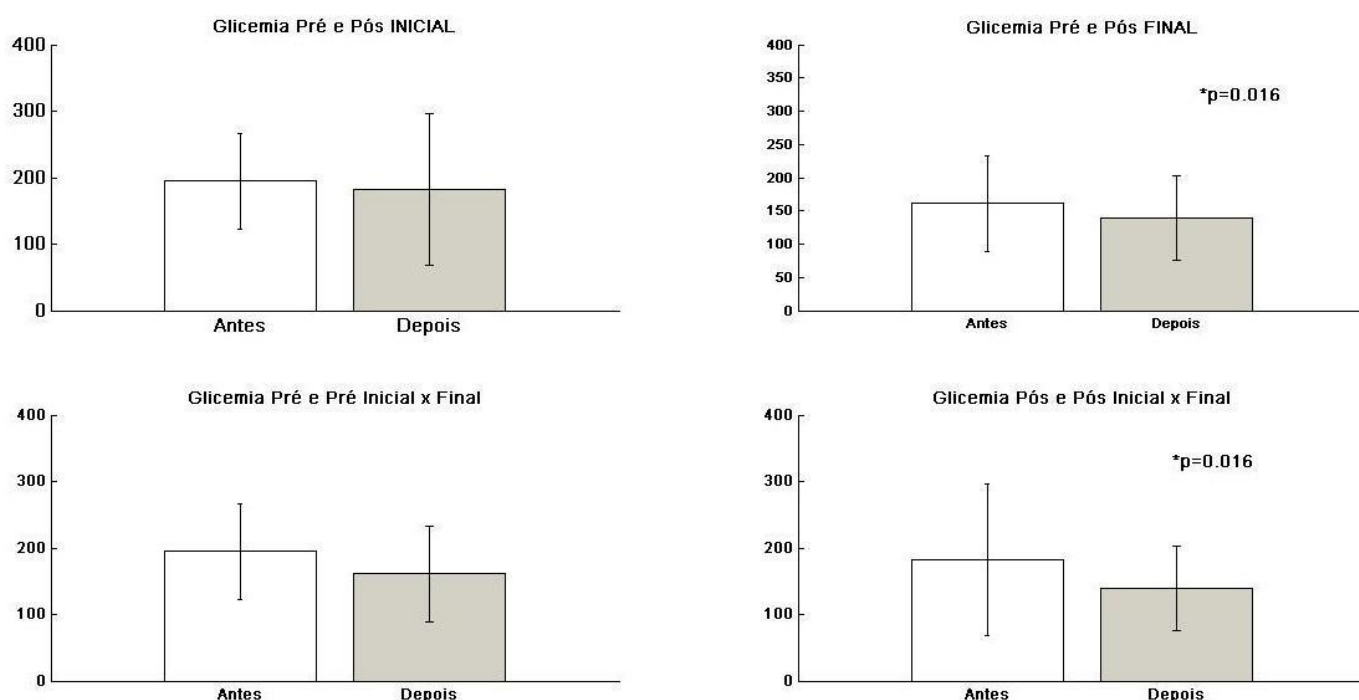 Glicemia Pré e Pós INICIAL
400
300
200
100
0
Antes Depois
Glicemia Pré e Pós FINAL
400
350
300
250
200
150
100
50
0
*p=0.016
Antes Depois
Glicemia Pré e Pré Inicial x Final
400
300
200
100
0
Antes Depois
Glicemia Pós e Pós Inicial x Final
400
300
200
100
0
*p=0.016
Antes Depois